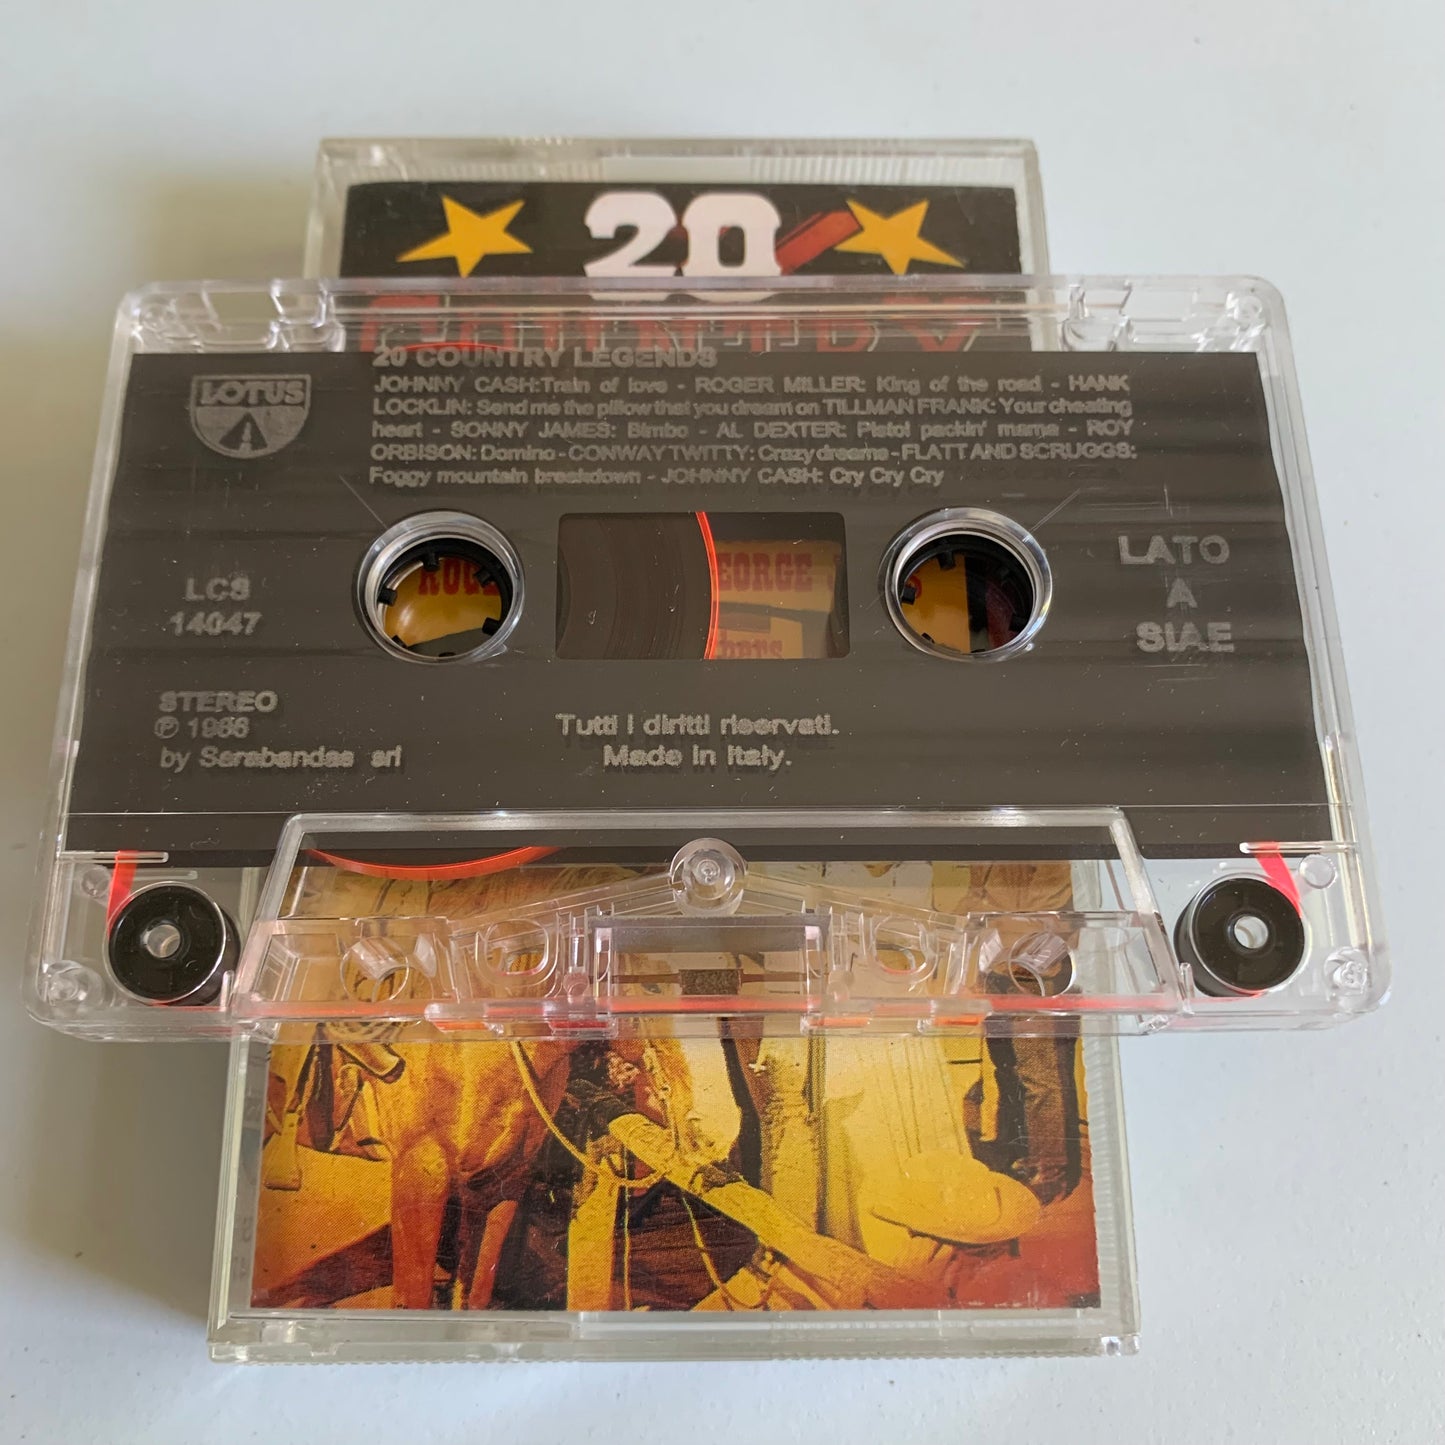 20
COUNTRY
20 COUNTRY LEGENDS
LOTUS
JOHNNY CASH: Train of love - ROGER MILLER: King of the road - HANK
LOCKLIN: Send me the pillow that you dream on TILLMAN FRANK: Your cheating
heart - SONNY JAMES: Bimbo - AL DEXTER: Pistol packin' mama - ROY
ORBISON: Domino - CONWAY TWITTY: Crazy dreams - FLATT AND SCRUGGS:
Foggy mountain breakdown - JOHNNY CASH: Cry Cry Cry
LCS
14047
LATO
A
SIAE
EORGE
STEREO
by Sarabandas srl
Tutti i diritti riservati.
Made in Italy.